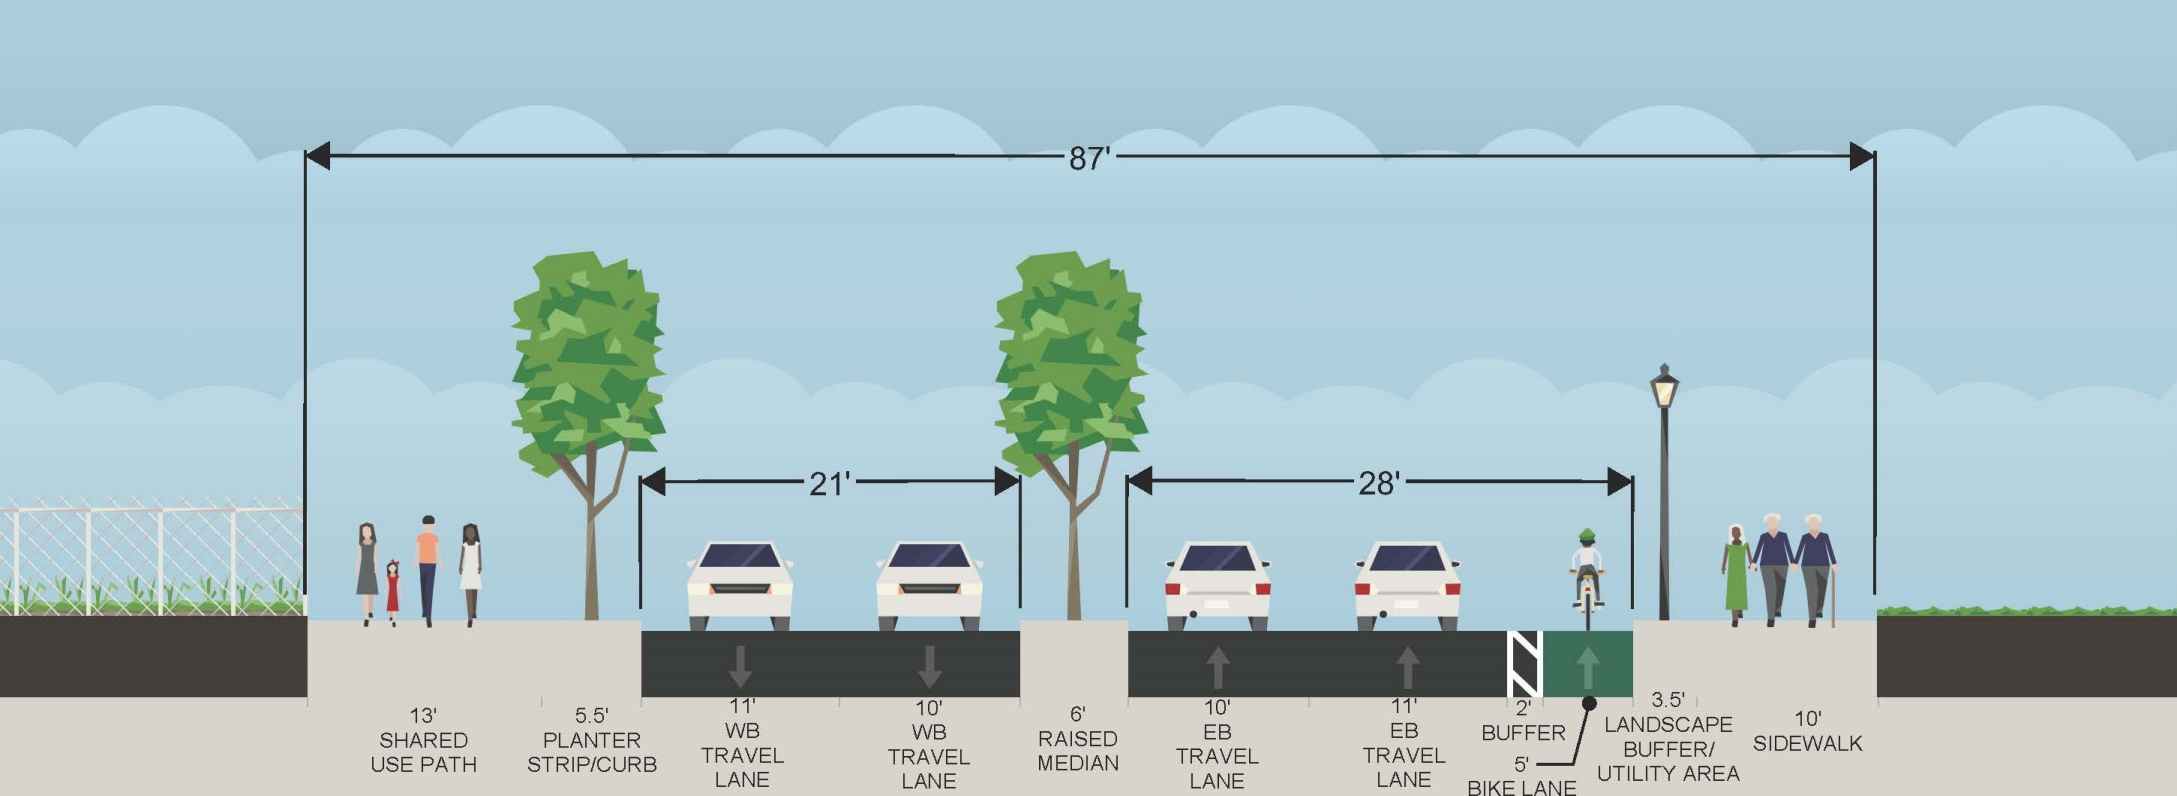 87'
21'
28'
13'
SHARED
USE PATH
5.5'
PLANTER
STRIP/CURB
11'
WB
TRAVEL
LANE
10'
WB
TRAVEL
LANE
6'
RAISED
MEDIAN
10'
EB
TRAVEL
LANE
11'
EB
TRAVEL
LANE
2'
BUFFER
5'
BIKE LANE
3.5'
LANDSCAPE
BUFFER/
UTILITY AREA
10'
SIDEWALK